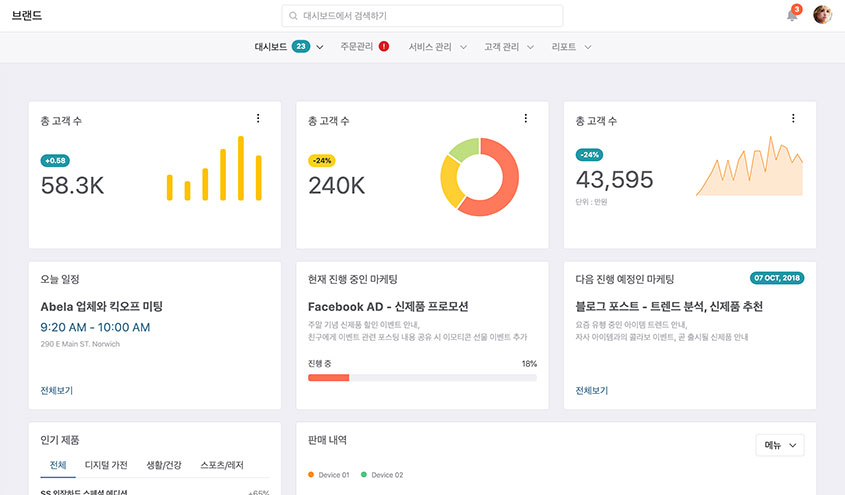 브랜드
대시보드에서 검색하기
3
대시보드 23
주문관리 !
서비스 관리
고객 관리
리포트
총 고객 수
+0.58
58.3K
총 고객 수
-24%
240K
총 고객 수
-24%
43,595
단위 : 만원
오늘 일정
Abela 업체와 킥오프 미팅
9:20 AM - 10:00 AM
290 E Main ST. Norwich
전체보기
현재 진행 중인 마케팅
Facebook AD - 신제품 프로모션
주말 기념 신제품 할인 이벤트 안내,
친구에게 이벤트 관련 포스팅 내용 공유 시 이모티콘 선물 이벤트 추가
진행 중 18%
다음 진행 예정인 마케팅
07 OCT, 2018
블로그 포스트 - 트렌드 분석, 신제품 추천
요즘 유행 중인 아이템 트렌드 안내,
자사 아이템과의 콜라보 이벤트, 곧 출시될 신제품 안내
전체보기
인기 제품
전체 디지털 가전 생활/건강 스포츠/레저
SS 외장하드 스페셜 에디션 +65%
판매 내역
메뉴
Device 01 Device 02